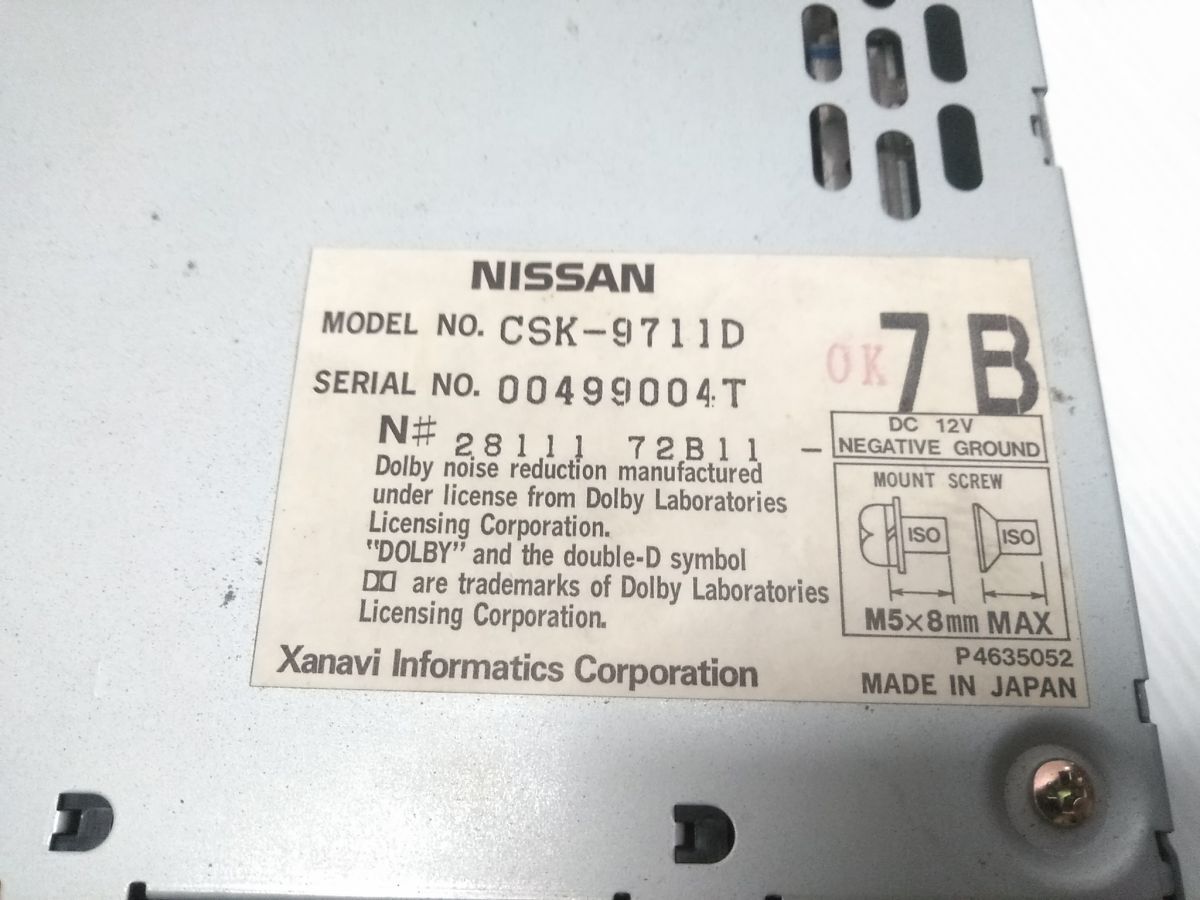 NISSAN
MODEL NO. CSK-9711D
SERIAL NO. 00499004T
OK
7B
N# 28111 72B11 -
DC 12V
NEGATIVE GROUND
Dolby noise reduction manufactured
under license from Dolby Laboratories
Licensing Corporation.
"DOLBY" and the double-D symbol
are trademarks of Dolby Laboratories
Licensing Corporation.
MOUNT SCREW
ISO ISO
M5×8mm MAX
P4635052
Xanavi Informatics Corporation
MADE IN JAPAN